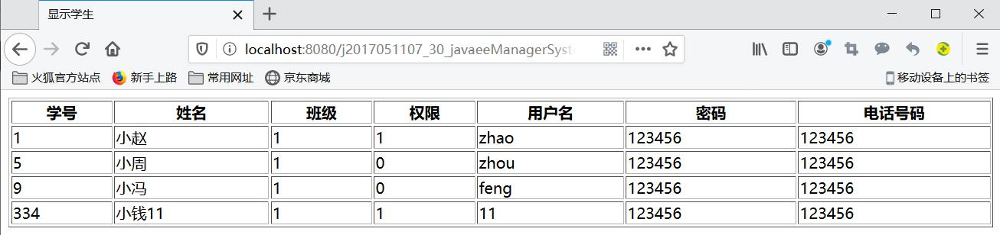 显示学生
localhost:8080/j2017051107_30_javaeeManagerSyst
火狐官方站点 新手上路 常用网址 京东商城 移动设备上的书签
学号 姓名 班级 权限 用户名 密码 电话号码
1 小赵 1 1 zhao 123456 123456
5 小周 1 0 zhou 123456 123456
9 小冯 1 0 feng 123456 123456
334 小钱11 1 1 11 123456 123456